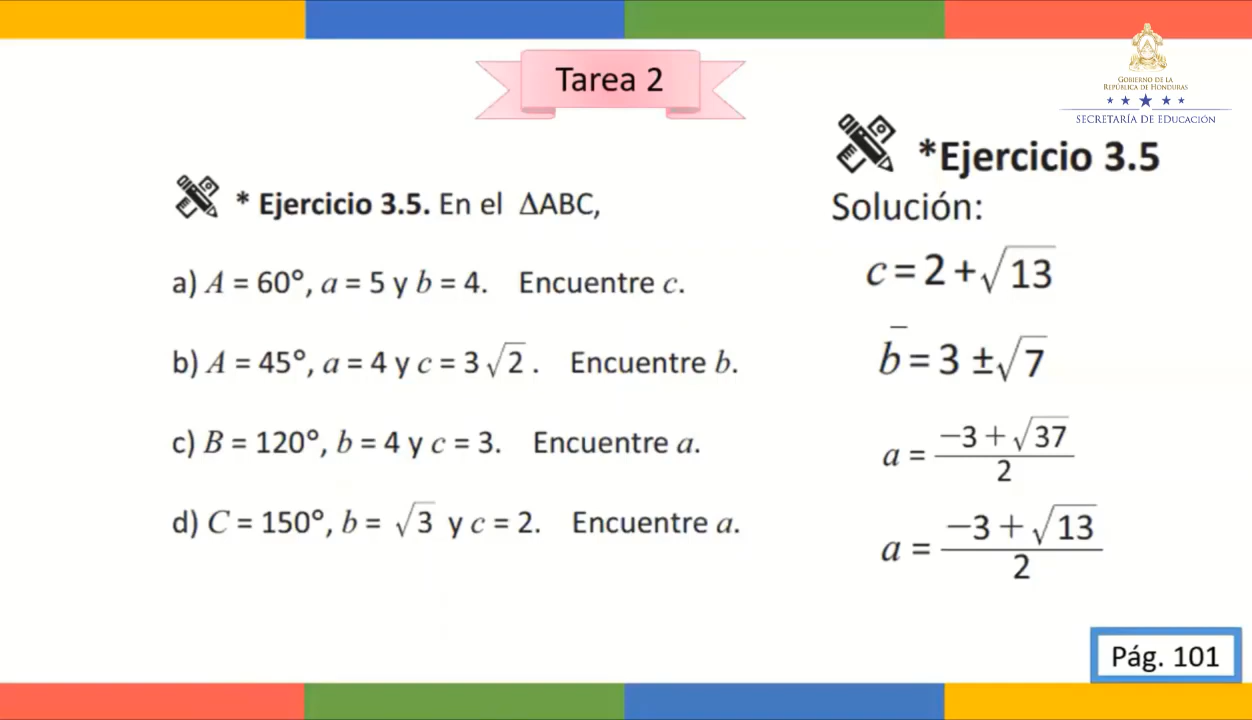 Tarea 2
GOBIERNO DE LA
REPÚBLICA DE HONDURAS
SECRETARÍA DE EDUCACIÓN
* Ejercicio 3.5. En el ΔABC,
a) A = 60°, a = 5 y b = 4. Encuentre c.
b) A = 45°, a = 4 y c = 3√2. Encuentre b.
c) B = 120°, b = 4 y c = 3. Encuentre a.
d) C = 150°, b = √3 y c = 2. Encuentre a.
*Ejercicio 3.5
Solución:
c = 2 + √13
b̅ = 3 ± √7
a = (−3 + √37)/2
a = (−3 + √13)/2
Pág. 101